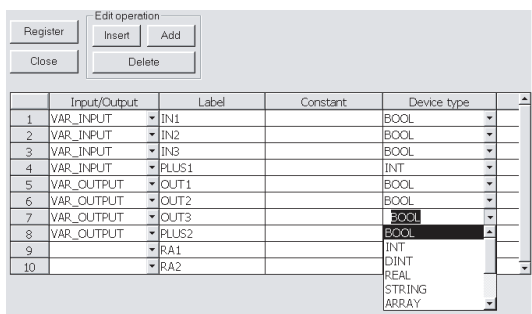 Edit operation
Register Insert Add
Close Delete
Input/Output Label Constant Device type
1 VAR_INPUT IN1 BOOL
2 VAR_INPUT IN2 BOOL
3 VAR_INPUT IN3 BOOL
4 VAR_INPUT PLUS1 INT
5 VAR_OUTPUT OUT1 BOOL
6 VAR_OUTPUT OUT2 BOOL
7 VAR_OUTPUT OUT3 BOOL
8 VAR_OUTPUT PLUS2 BOOL
9 RA1 INT
10 RA2 DINT
REAL
STRING
ARRAY